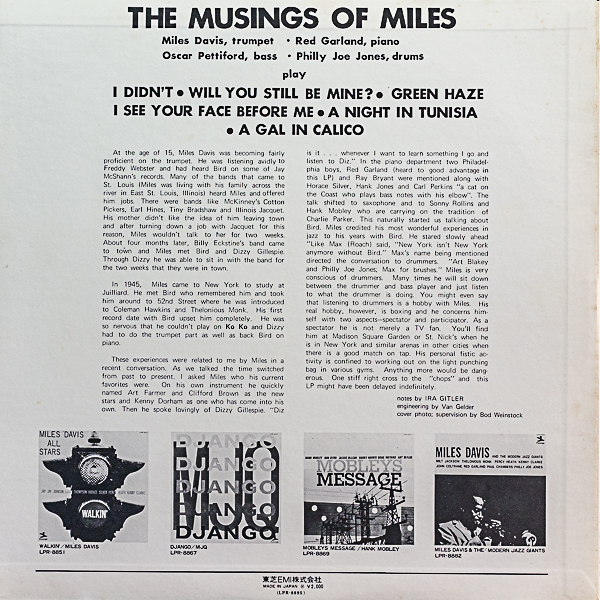 THE MUSINGS OF MILES
Miles Davis, trumpet • Red Garland, piano
Oscar Pettiford, bass • Philly Joe Jones, drums
play
I DIDN'T • WILL YOU STILL BE MINE? • GREEN HAZE
I SEE YOUR FACE BEFORE ME • A NIGHT IN TUNISIA
• A GAL IN CALICO
At the age of 15, Miles Davis was becoming fairly
proficient on the trumpet. He was listening avidly to
Freddy Webster and had heard Bird on some of Jay
McShann's records. Many of the bands that came to
St. Louis (Miles was living with his family across the
river in East St. Louis, Illinois) heard Miles and offered
him jobs. There were bands like McKinney's Cotton
Pickers, Earl Hines, Tiny Bradshaw and Illinois Jacquet.
His mother didn't like the idea of him leaving town
and after turning down a job with Jacquet for this
reason, Miles wouldn't talk to her for two weeks.
About four months later, Billy Eckstine's band came
to town and Miles met Bird and Dizzy Gillespie.
Through Dizzy he was able to sit in with the band for
the two weeks that they were in town.
In 1945, Miles came to New York to study at
Juilliard. He met Bird who remembered him and took
him around to 52nd Street where he was introduced
to Coleman Hawkins and Thelonious Monk. His first
record date with Bird upset him completely. He was
so nervous that he couldn't play on Ko Ko and Dizzy
had to do the trumpet part as well as back Bird on
piano.
These experiences were related to me by Miles in a
recent conversation. As we talked the time switched
from past to present. I asked Miles who his current
favorites were. On his own instrument he quickly
named Art Farmer and Clifford Brown as the new
stars and Kenny Dorham as one who has come into his
own. Then he spoke lovingly of Dizzy Gillespie. "Diz
is it . . . whenever I want to learn something I go and
listen to Diz." In the piano department two Philadel-
phia boys, Red Garland (heard to good advantage in
this LP) and Ray Bryant were mentioned along with
Horace Silver, Hank Jones and Carl Perkins "a cat on
the Coast who plays bass notes with his elbow". The
talk shifted to saxophone and to Sonny Rollins and
Hank Mobley who are carrying on the tradition of
Charlie Parker. This naturally started us talking about
Bird. Miles credited his most wonderful experiences in
jazz to his years with Bird. He stared slowly ahead
"Like Max (Roach) said, "New York isn't New York
anymore without Bird." Max's name being mentioned
directed the conversation to drummers. "Art Blakey
and Philly Joe Jones; Max for brushes." Miles is very
conscious of drummers. Many times he will sit down
between the drummer and bass player and just listen
to what the drummer is doing. You might even say
that listening to drummers is a hobby with Miles. His
real hobby, however, is boxing and he concerns him-
self with two aspects—spectator and participator. As a
spectator he is not merely a TV fan. You'll find
him at Madison Square Garden or St. Nick's when he
is in New York and similar arenas in other cities when
there is a good match on tap. His personal fistic ac-
tivity is confined to working out on the light punching
bag in various gyms. Anything more would be dang-
erous. One stiff right cross to the "chops" and this
LP might have been delayed indefinitely.
notes by IRA GITLER
engineering by Van Gelder
cover photo; supervision by Bod Weinstock
MILES DAVIS
ALL
STARS
WALKIN'
WALKIN'/MILES DAVIS
LPR-8851
DJANGO
DJANGO
DJANGO
DJANGO
DJANGO
MJQ
DJANGO/MJQ
LPR-8867
MOBLEYS
MESSAGE
MOBLEYS MESSAGE/HANK MOBLEY
LPR-8869
MILES DAVIS AND THE MODERN JAZZ GIANTS
MILT JACKSON THELONIOUS MONK PERCY HEATH KENNY CLARKE
JOHN COLTRANE RED GARLAND PAUL CHAMBERS PHILLY JOE JONES
MILES DAVIS & THE MODERN JAZZ GIANTS
LPR-8882
東芝EMI株式会社
MADE IN JAPAN ® ¥2,000
(LPR-8895)